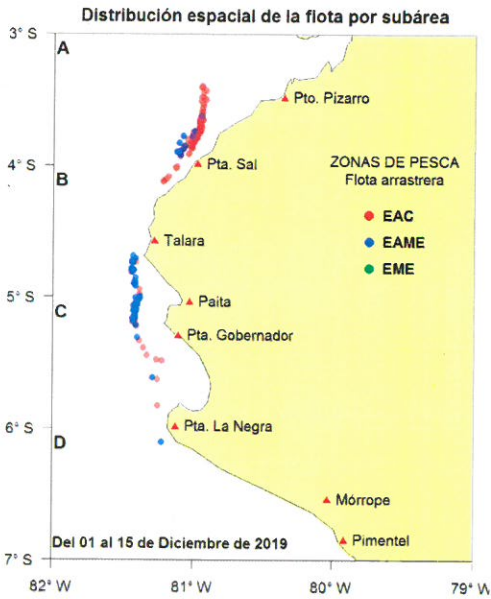 Distribución espacial de la flota por subárea
3° S
A
Pto. Pizarro
4° S
Pta. Sal
ZONAS DE PESCA
Flota arrastrera
B
EAC
EAME
EME
Talara
5° S
C
Paita
Pta. Gobernador
6° S
Pta. La Negra
D
Mórrope
Del 01 al 15 de Diciembre de 2019
Pimentel
7° S
82° W
81° W
80° W
79° W